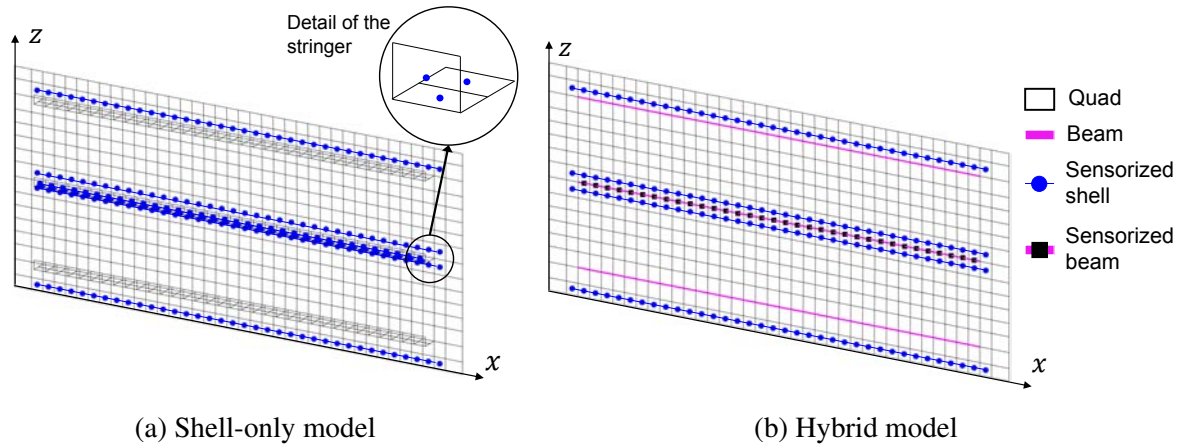 Detail of the
stringer
z
x
z
x
Quad
Beam
Sensorized
shell
Sensorized
beam
(a) Shell-only model
(b) Hybrid model